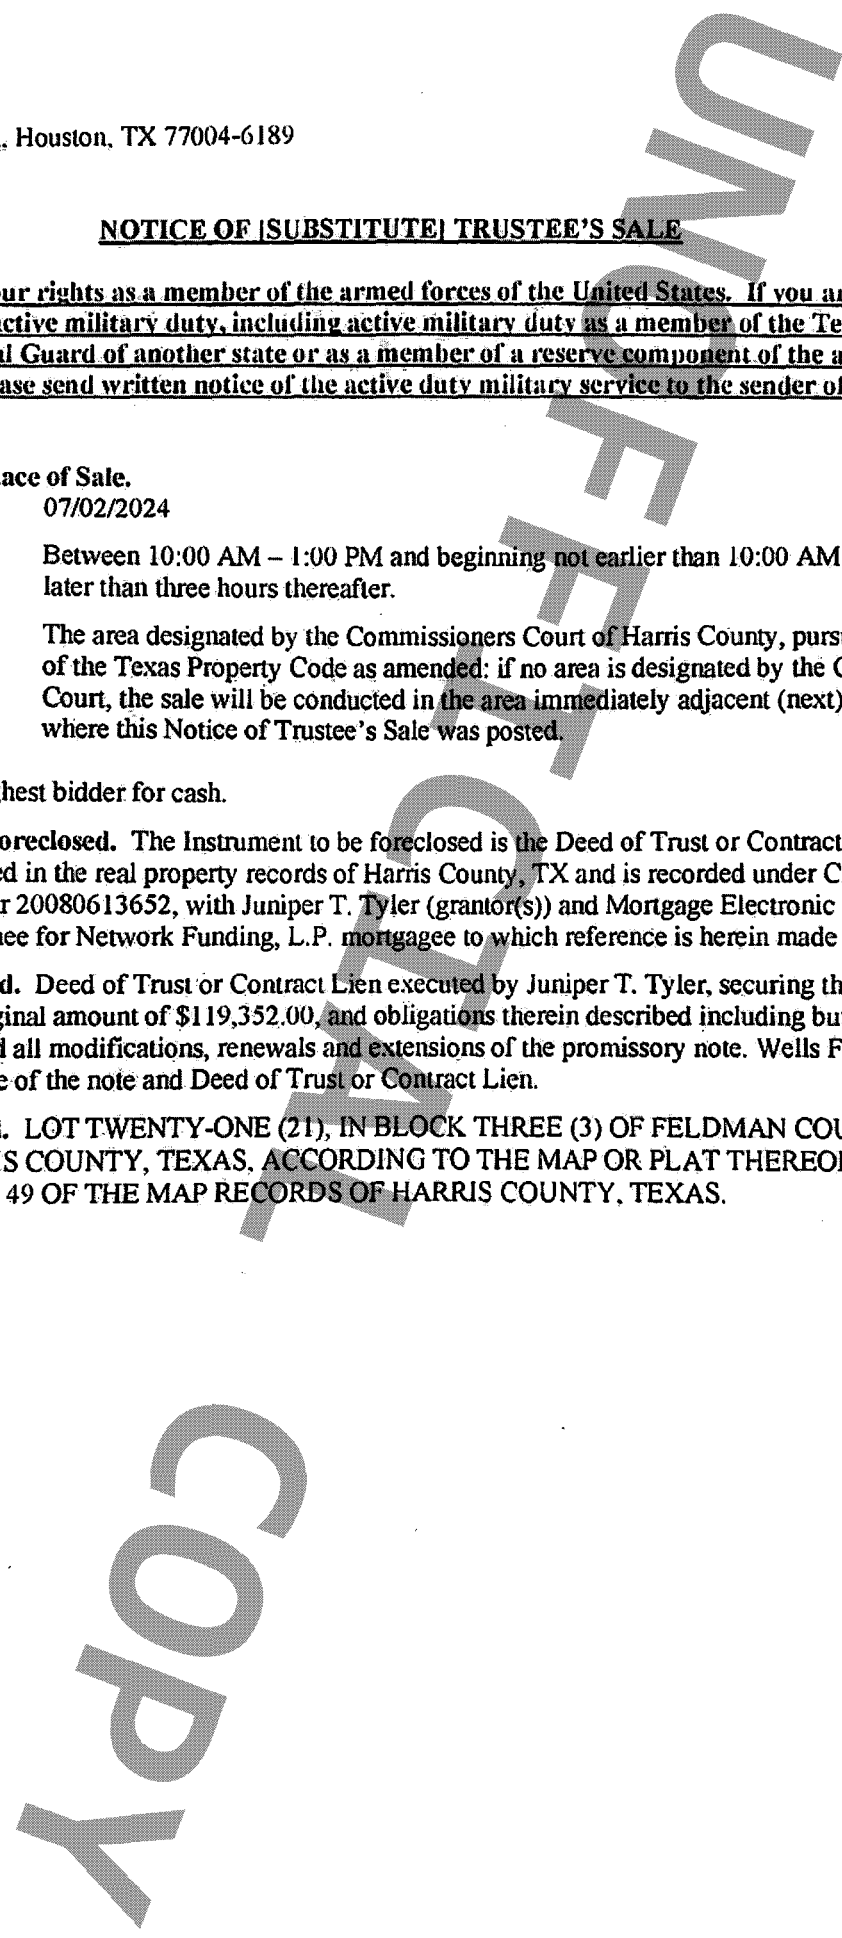 ., Houston, TX 77004-6189
NOTICE OF [SUBSTITUTE] TRUSTEE'S SALE
ur rights as a member of the armed forces of the United States. If you ar
ctive military duty, including active military duty as a member of the Te
l Guard of another state or as a member of a reserve component of the a
ase send written notice of the active duty military service to the sender of
ace of Sale.
07/02/2024
Between 10:00 AM – 1:00 PM and beginning not earlier than 10:00 AM
later than three hours thereafter.
The area designated by the Commissioners Court of Harris County, purs
of the Texas Property Code as amended; if no area is designated by the C
Court, the sale will be conducted in the area immediately adjacent (next)
where this Notice of Trustee's Sale was posted.
hest bidder for cash.
oreclosed. The Instrument to be foreclosed is the Deed of Trust or Contract
d in the real property records of Harris County, TX and is recorded under C
r 20080613652, with Juniper T. Tyler (grantor(s)) and Mortgage Electronic
nee for Network Funding, L.P. mortgagee to which reference is herein made
d. Deed of Trust or Contract Lien executed by Juniper T. Tyler, securing th
ginal amount of $119,352.00, and obligations therein described including bu
d all modifications, renewals and extensions of the promissory note. Wells F
e of the note and Deed of Trust or Contract Lien.
. LOT TWENTY-ONE (21), IN BLOCK THREE (3) OF FELDMAN COU
IS COUNTY, TEXAS, ACCORDING TO THE MAP OR PLAT THEREOF
49 OF THE MAP RECORDS OF HARRIS COUNTY, TEXAS.
UNOFFICIAL COPY